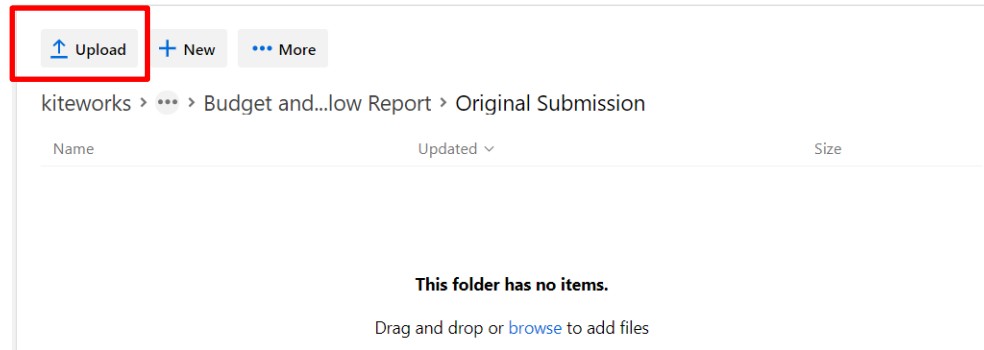 Upload New ••• More
kiteworks > ••• > Budget and...low Report > Original Submission
Name Updated Size
This folder has no items.
Drag and drop or browse to add files